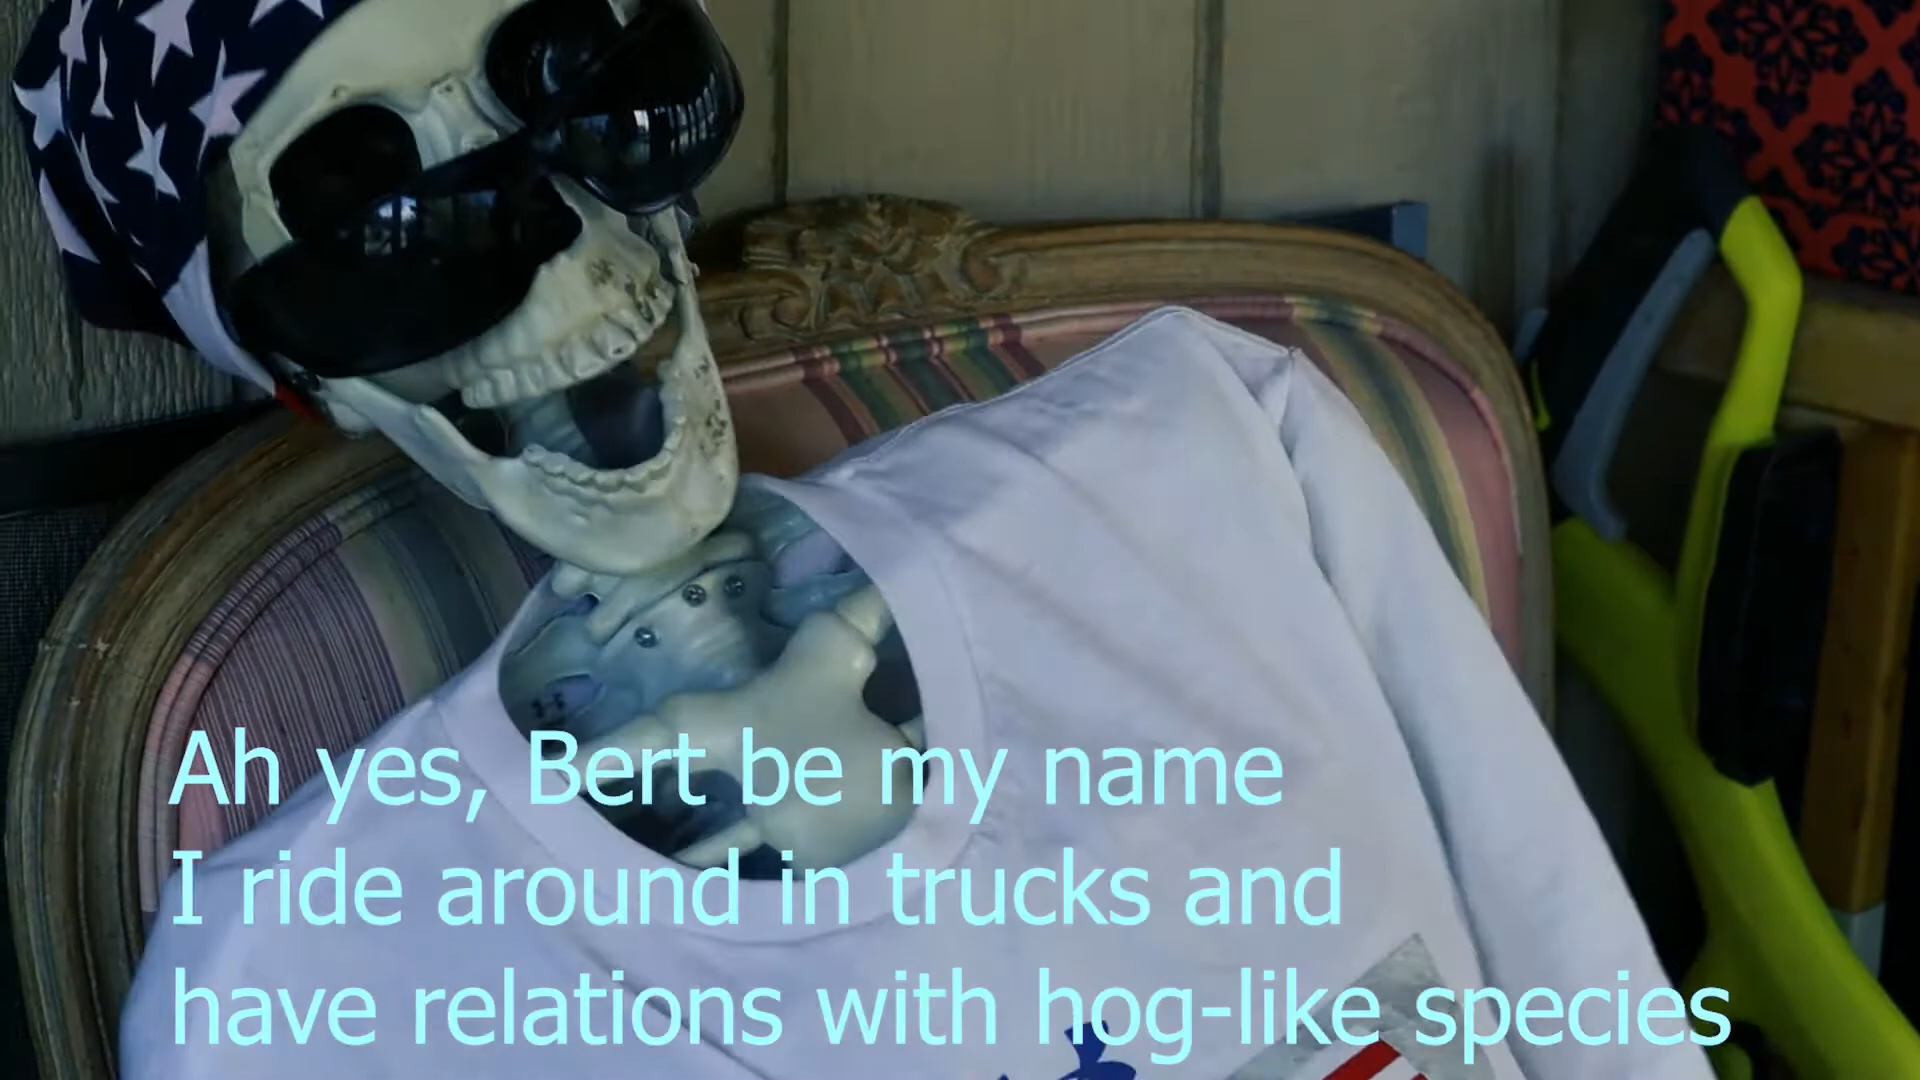 Ah yes, Bert be my name
I ride around in trucks and
have relations with hog-like species